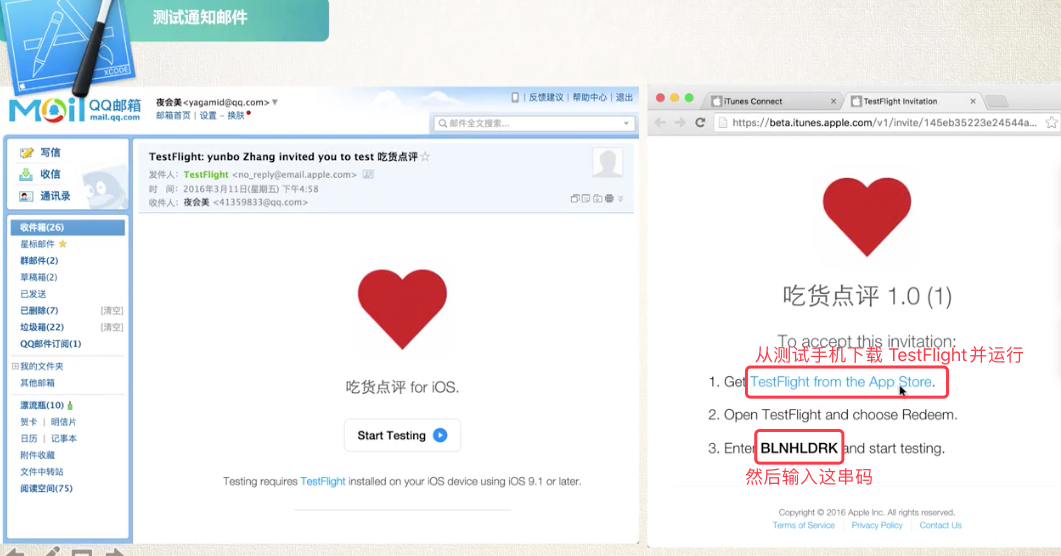 测试通知邮件
XCODE
MOil QQ邮箱
mail.qq.com
夜会美<yagamid@qq.com>
邮箱首页 | 设置 - 换肤
反馈建议 | 帮助中心 | 退出
邮件全文搜索...
写信
收信
通讯录
收件箱(26)
星标邮件
群邮件(2)
草稿箱(2)
已发送
已删除(7) [清空]
垃圾箱(22) [清空]
QQ邮件订阅(1)
我的文件夹
其他邮箱
漂流瓶(10)
贺卡 | 明信片
日历 | 记事本
附件收藏
文件中转站
阅读空间(75)
TestFlight: yunbo Zhang invited you to test 吃货点评
发件人: TestFlight <no_reply@email.apple.com>
时 间: 2016年3月11日(星期五) 下午4:58
收件人: 夜会美 <41359833@qq.com>
吃货点评 for iOS.
Start Testing
Testing requires TestFlight installed on your iOS device using iOS 9.1 or later.
iTunes Connect
TestFlight Invitation
https://beta.itunes.apple.com/v1/invite/145eb35223e24544a...
吃货点评 1.0 (1)
To accept this invitation:
从测试手机下载 TestFlight并运行
1. Get TestFlight from the App Store.
2. Open TestFlight and choose Redeem.
3. Enter BLNHLDRK and start testing.
然后输入这串码
Copyright © 2016 Apple Inc. All rights reserved.
Terms of Service | Privacy Policy | Contact Us